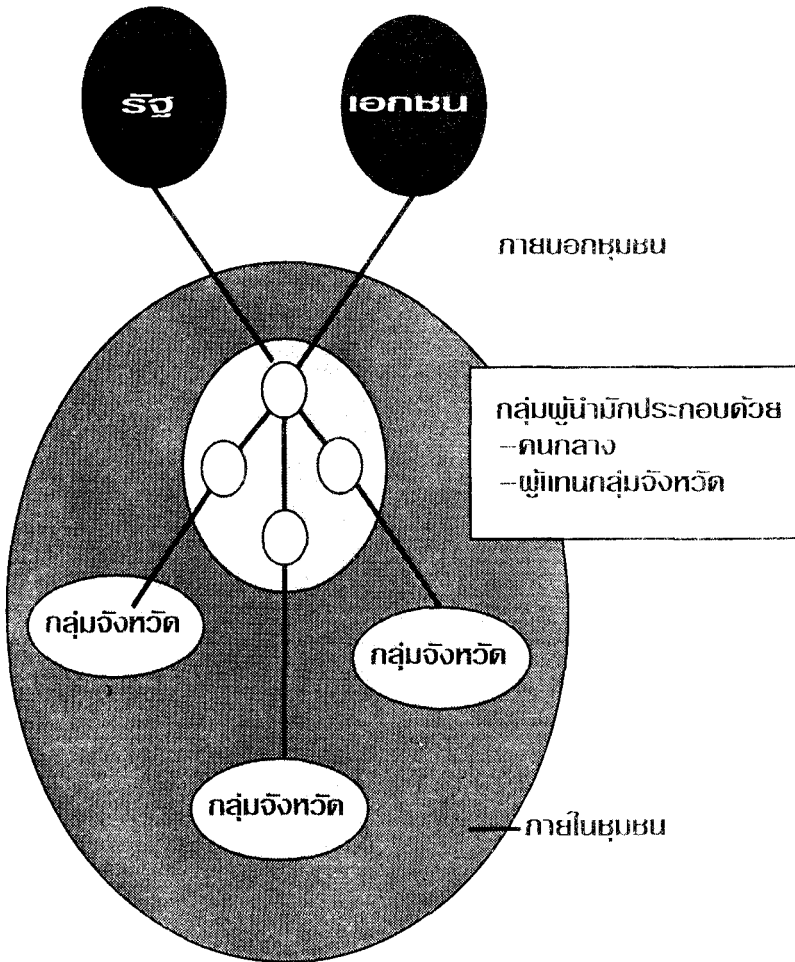 รัฐ
เอกชน
ภายนอกชุมชน
กลุ่มผู้นำมักประกอบด้วย
--คนกลาง
--ผู้แทนกลุ่มจังหวัด
กลุ่มจังหวัด
กลุ่มจังหวัด
กลุ่มจังหวัด
ภายในชุมชน